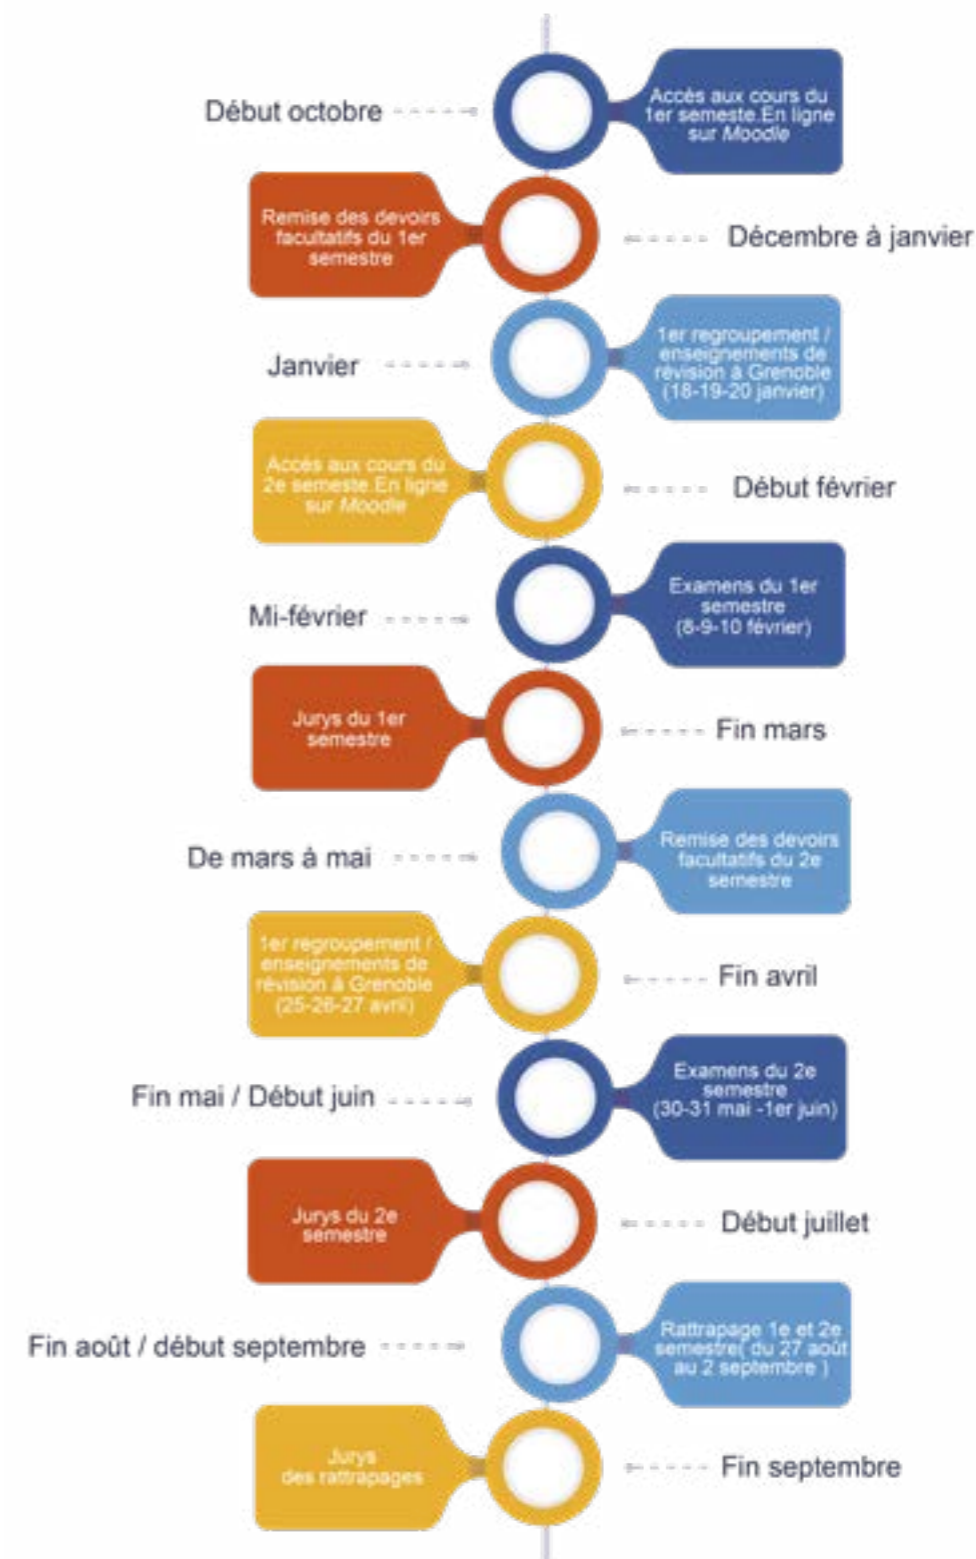 Début octobre
Accès aux cours du
1er semeste.En ligne
sur Moodle
Remise des devoirs
facultatifs du 1er
semestre
Décembre à janvier
Janvier
1er regroupement /
enseignements de
révision à Grenoble
(18-19-20 janvier)
Accès aux cours du
2e semeste.En ligne
sur Moodle
Début février
Mi-février
Examens du 1er
semestre
(8-9-10 février)
Jurys du 1er
semestre
Fin mars
De mars à mai
Remise des devoirs
facultatifs du 2e
semestre
1er regroupement /
enseignements de
révision à Grenoble
(25-26-27 avril)
Fin avril
Fin mai / Début juin
Examens du 2e
semestre
(30-31 mai -1er juin)
Jurys du 2e
semestre
Début juillet
Fin août / début septembre
Rattrapage 1e et 2e
semestre( du 27 août
au 2 septembre )
Jurys
des rattrapages
Fin septembre